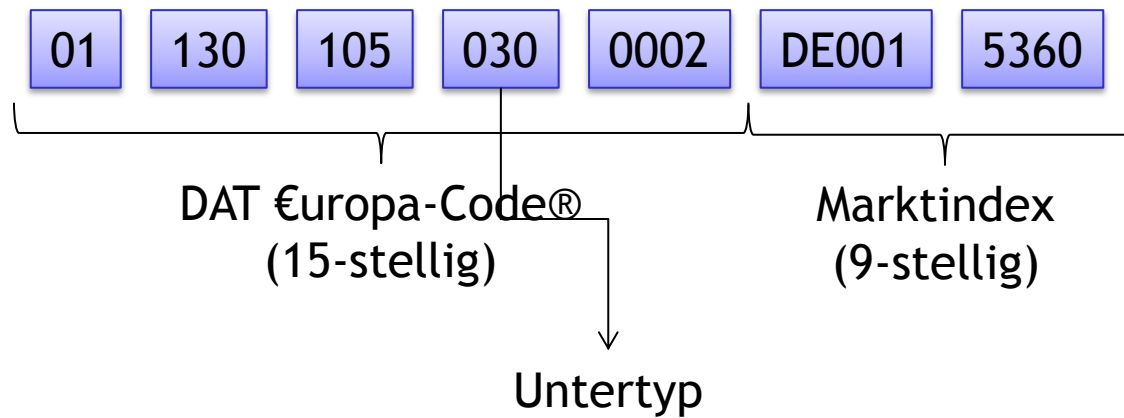 01 130 105 030 0002 DE001 5360
DAT €uropa-Code® Marktindex
(15-stellig) (9-stellig)
Untertyp